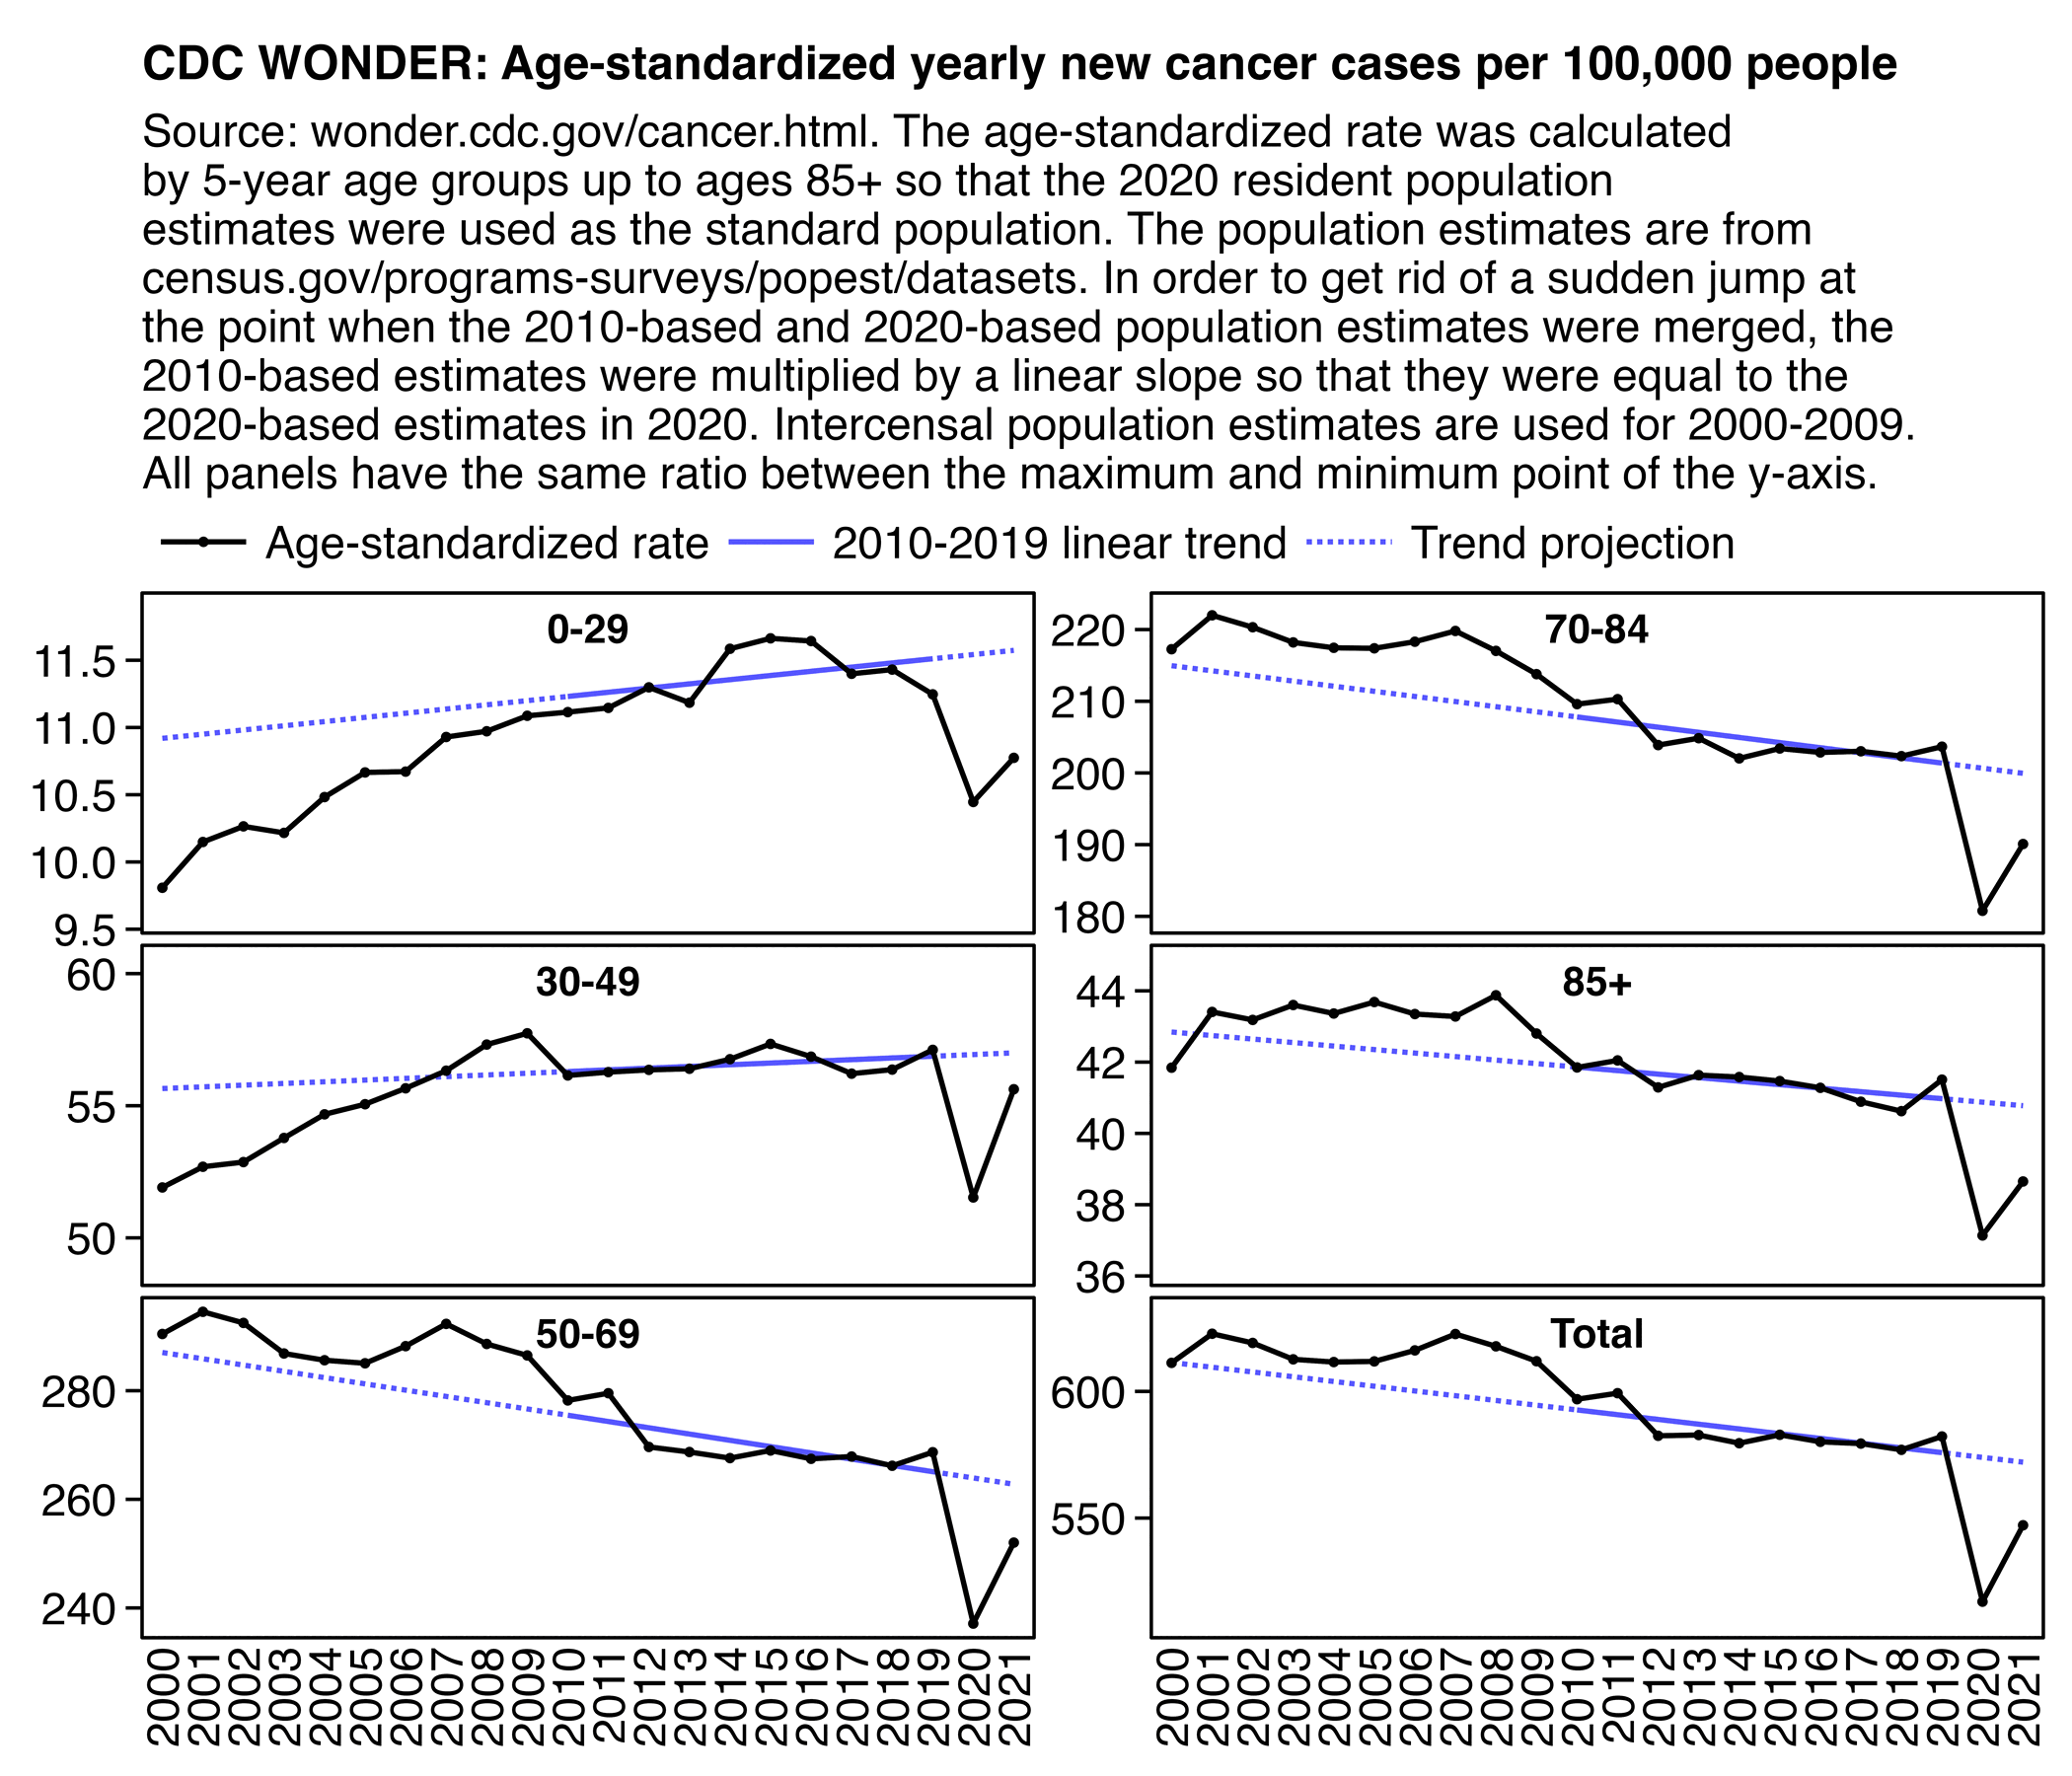 CDC WONDER: Age-standardized yearly new cancer cases per 100,000 people
Source: wonder.cdc.gov/cancer.html. The age-standardized rate was calculated
by 5-year age groups up to ages 85+ so that the 2020 resident population
estimates were used as the standard population. The population estimates are from
census.gov/programs-surveys/popest/datasets. In order to get rid of a sudden jump at
the point when the 2010-based and 2020-based population estimates were merged, the
2010-based estimates were multiplied by a linear slope so that they were equal to the
2020-based estimates in 2020. Intercensal population estimates are used for 2000-2009.
All panels have the same ratio between the maximum and minimum point of the y-axis.
Age-standardized rate 2010-2019 linear trend Trend projection
0-29
11.5
11.0
10.5
10.0
9.5
70-84
220
210
200
190
180
30-49
60
55
50
85+
44
42
40
38
36
50-69
280
260
240
Total
600
550
2000 2001 2002 2003 2004 2005 2006 2007 2008 2009 2010 2011 2012 2013 2014 2015 2016 2017 2018 2019 2020 2021
2000 2001 2002 2003 2004 2005 2006 2007 2008 2009 2010 2011 2012 2013 2014 2015 2016 2017 2018 2019 2020 2021